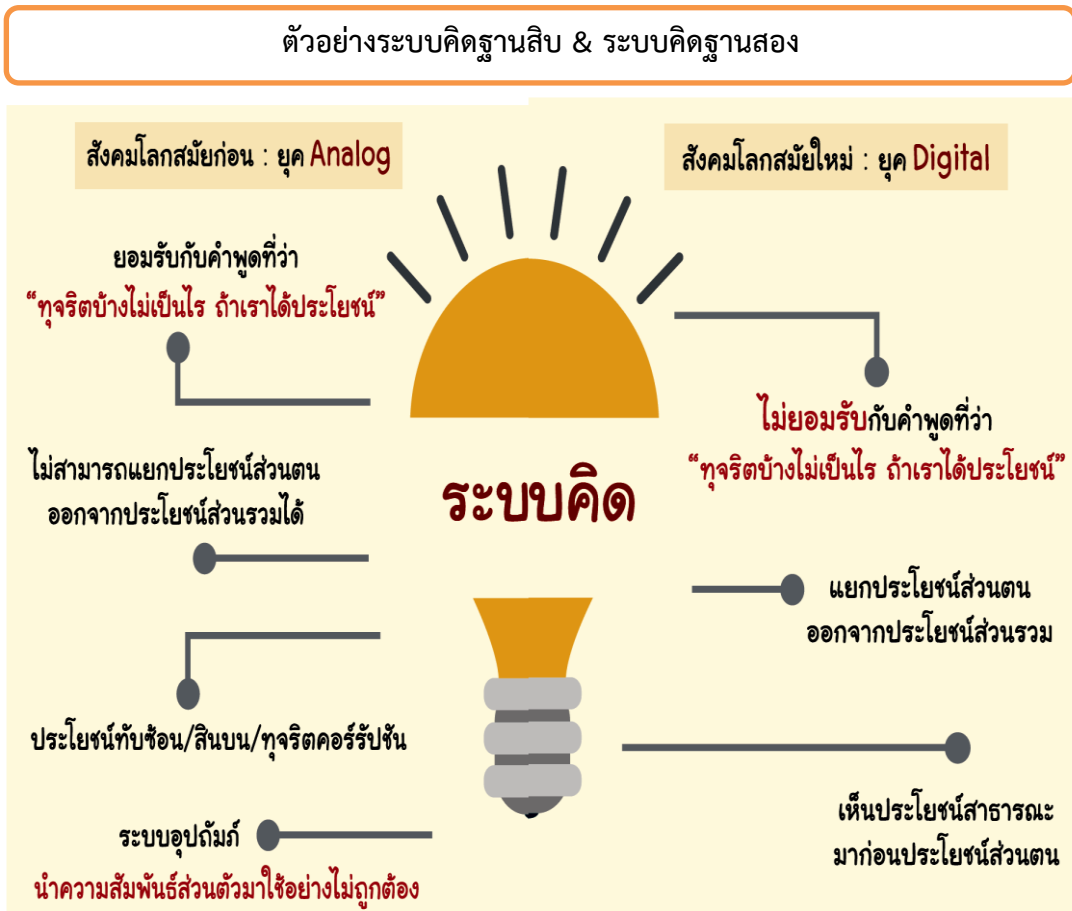 ตัวอย่างระบบคิดฐานสิบ & ระบบคิดฐานสอง
สังคมโลกสมัยก่อน : ยุค Analog
ยอมรับกับคำพูดที่ว่า
“ทุจริตบ้างไม่เป็นไร ถ้าเราได้ประโยชน์”
ไม่สามารถแยกประโยชน์ส่วนตน
ออกจากประโยชน์ส่วนรวมได้
ประโยชน์ทับซ้อน/สินบน/ทุจริตคอร์รัปชัน
ระบบอุปถัมภ์
นำความสัมพันธ์ส่วนตัวมาใช้อย่างไม่ถูกต้อง
ระบบคิด
สังคมโลกสมัยใหม่ : ยุค Digital
ไม่ยอมรับกับคำพูดที่ว่า
“ทุจริตบ้างไม่เป็นไร ถ้าเราได้ประโยชน์”
แยกประโยชน์ส่วนตน
ออกจากประโยชน์ส่วนรวม
เห็นประโยชน์สาธารณะ
มาก่อนประโยชน์ส่วนตน